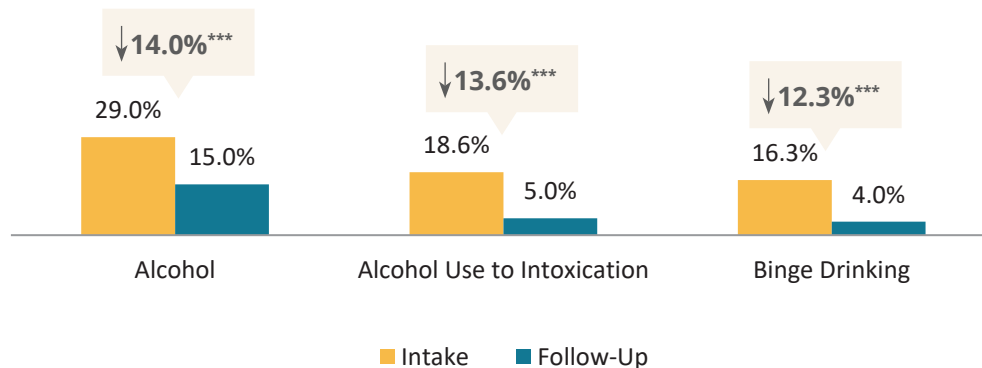 ↓14.0%***
↓13.6%***
↓12.3%***
29.0%
15.0%
18.6%
5.0%
16.3%
4.0%
Alcohol
Alcohol Use to Intoxication
Binge Drinking
Intake
Follow-Up